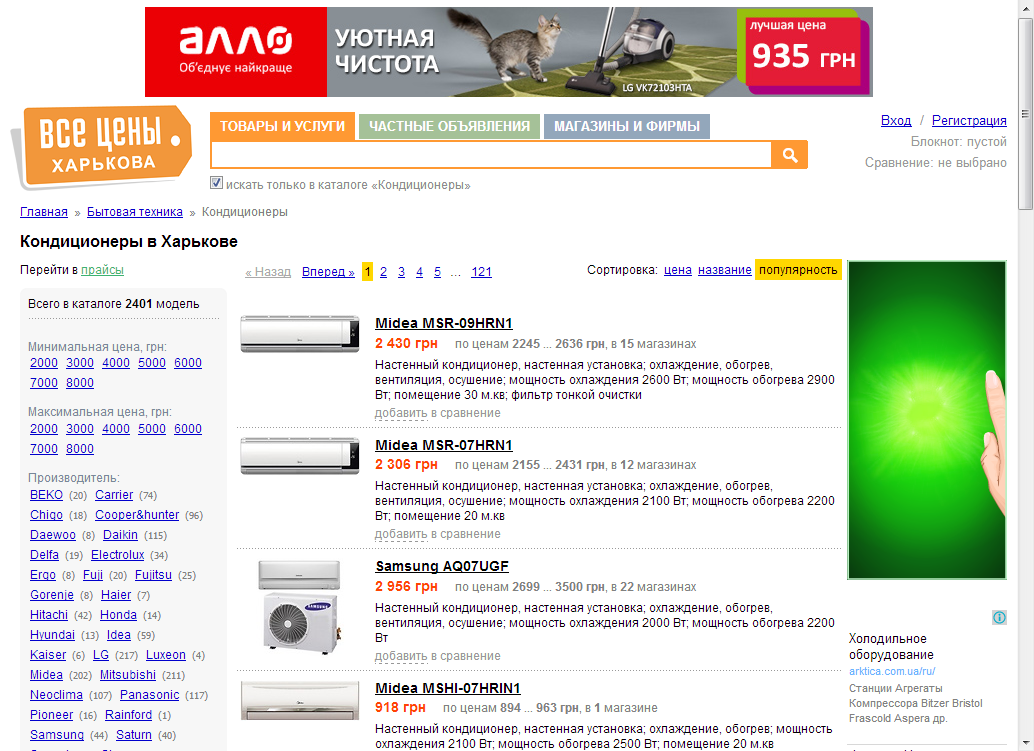 алло
Об'єднує найкраще
УЮТНАЯ
ЧИСТОТА
LG VK72103HTA
лучшая цена
935 ГРН
ВСЕ ЦЕНЫ
ХАРЬКОВА
ТОВАРЫ И УСЛУГИ ЧАСТНЫЕ ОБЪЯВЛЕНИЯ МАГАЗИНЫ И ФИРМЫ
искать только в каталоге «Кондиционеры»
Вход / Регистрация
Блокнот: пустой
Сравнение: не выбрано
Главная » Бытовая техника » Кондиционеры
Кондиционеры в Харькове
Перейти в прайсы
Всего в каталоге 2401 модель
Минимальная цена, грн:
2000 3000 4000 5000 6000
7000 8000
Максимальная цена, грн:
2000 3000 4000 5000 6000
7000 8000
Производитель:
BEKO (20) Carrier (74)
Chigo (18) Cooper&hunter (96)
Daewoo (8) Daikin (115)
Delfa (19) Electrolux (34)
Ergo (8) Fuji (20) Fujitsu (25)
Gorenje (8) Haier (7)
Hitachi (42) Honda (14)
Hyundai (13) Idea (59)
Kaiser (6) LG (217) Luxeon (4)
Midea (202) Mitsubishi (211)
Neoclima (107) Panasonic (117)
Pioneer (16) Rainford (1)
Samsung (44) Saturn (40)
« Назад Вперед » 1 2 3 4 5 ... 121
Сортировка: цена название популярность
Midea MSR-09HRN1
2 430 грн по ценам 2245 ... 2636 грн, в 15 магазинах
Настенный кондиционер, настенная установка; охлаждение, обогрев,
вентиляция, осушение; мощность охлаждения 2600 Вт; мощность обогрева 2900
Вт; помещение 30 м.кв; фильтр тонкой очистки
добавить в сравнение
Midea MSR-07HRN1
2 306 грн по ценам 2155 ... 2431 грн, в 12 магазинах
Настенный кондиционер, настенная установка; охлаждение, обогрев,
вентиляция, осушение; мощность охлаждения 2100 Вт; мощность обогрева 2200
Вт; помещение 20 м.кв
добавить в сравнение
SAMSUNG
Samsung AQ07UGF
2 956 грн по ценам 2699 ... 3500 грн, в 22 магазинах
Настенный кондиционер, настенная установка; охлаждение, обогрев,
вентиляция, осушение; мощность охлаждения 2000 Вт; мощность обогрева 2200
Вт
добавить в сравнение
Midea MSHI-07HRIN1
918 грн по ценам 894 ... 963 грн, в 1 магазине
Настенный кондиционер, настенная установка; охлаждение, обогрев; мощность
охлаждения 2100 Вт; мощность обогрева 2500 Вт; помещение 20 м.кв
Холодильное
оборудование
arktica.com.ua/ru/
Станции Агрегаты
Компрессора Bitzer Bristol
Frascold Aspera др.